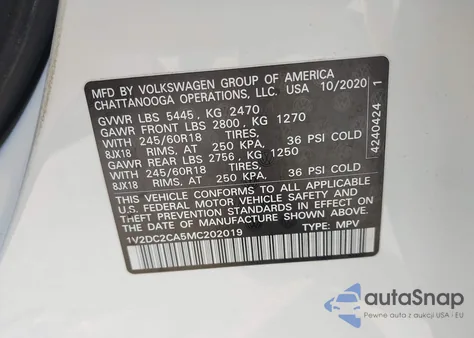 MFD BY VOLKSWAGEN GROUP OF AMERICA
CHATTANOOGA OPERATIONS, LLC. USA 10/2020
GVWR LBS 5445, KG 2470
GAWR FRONT LBS 2800, KG 1270
WITH 245/60R18 TIRES,
8JX18 RIMS, AT 250 KPA, 36 PSI COLD
GAWR REAR LBS 2756, KG 1250
WITH 245/60R18 TIRES,
8JX18 RIMS, AT 250 KPA, 36 PSI COLD
THIS VEHICLE CONFORMS TO ALL APPLICABLE
U.S. FEDERAL MOTOR VEHICLE SAFETY AND
THEFT PREVENTION STANDARDS IN EFFECT ON
THE DATE OF MANUFACTURE SHOWN ABOVE.
1V2DC2CA5MC202019 TYPE: MPV
4240424 1
autoSnap
Pewne auto z aukcji USA i EU